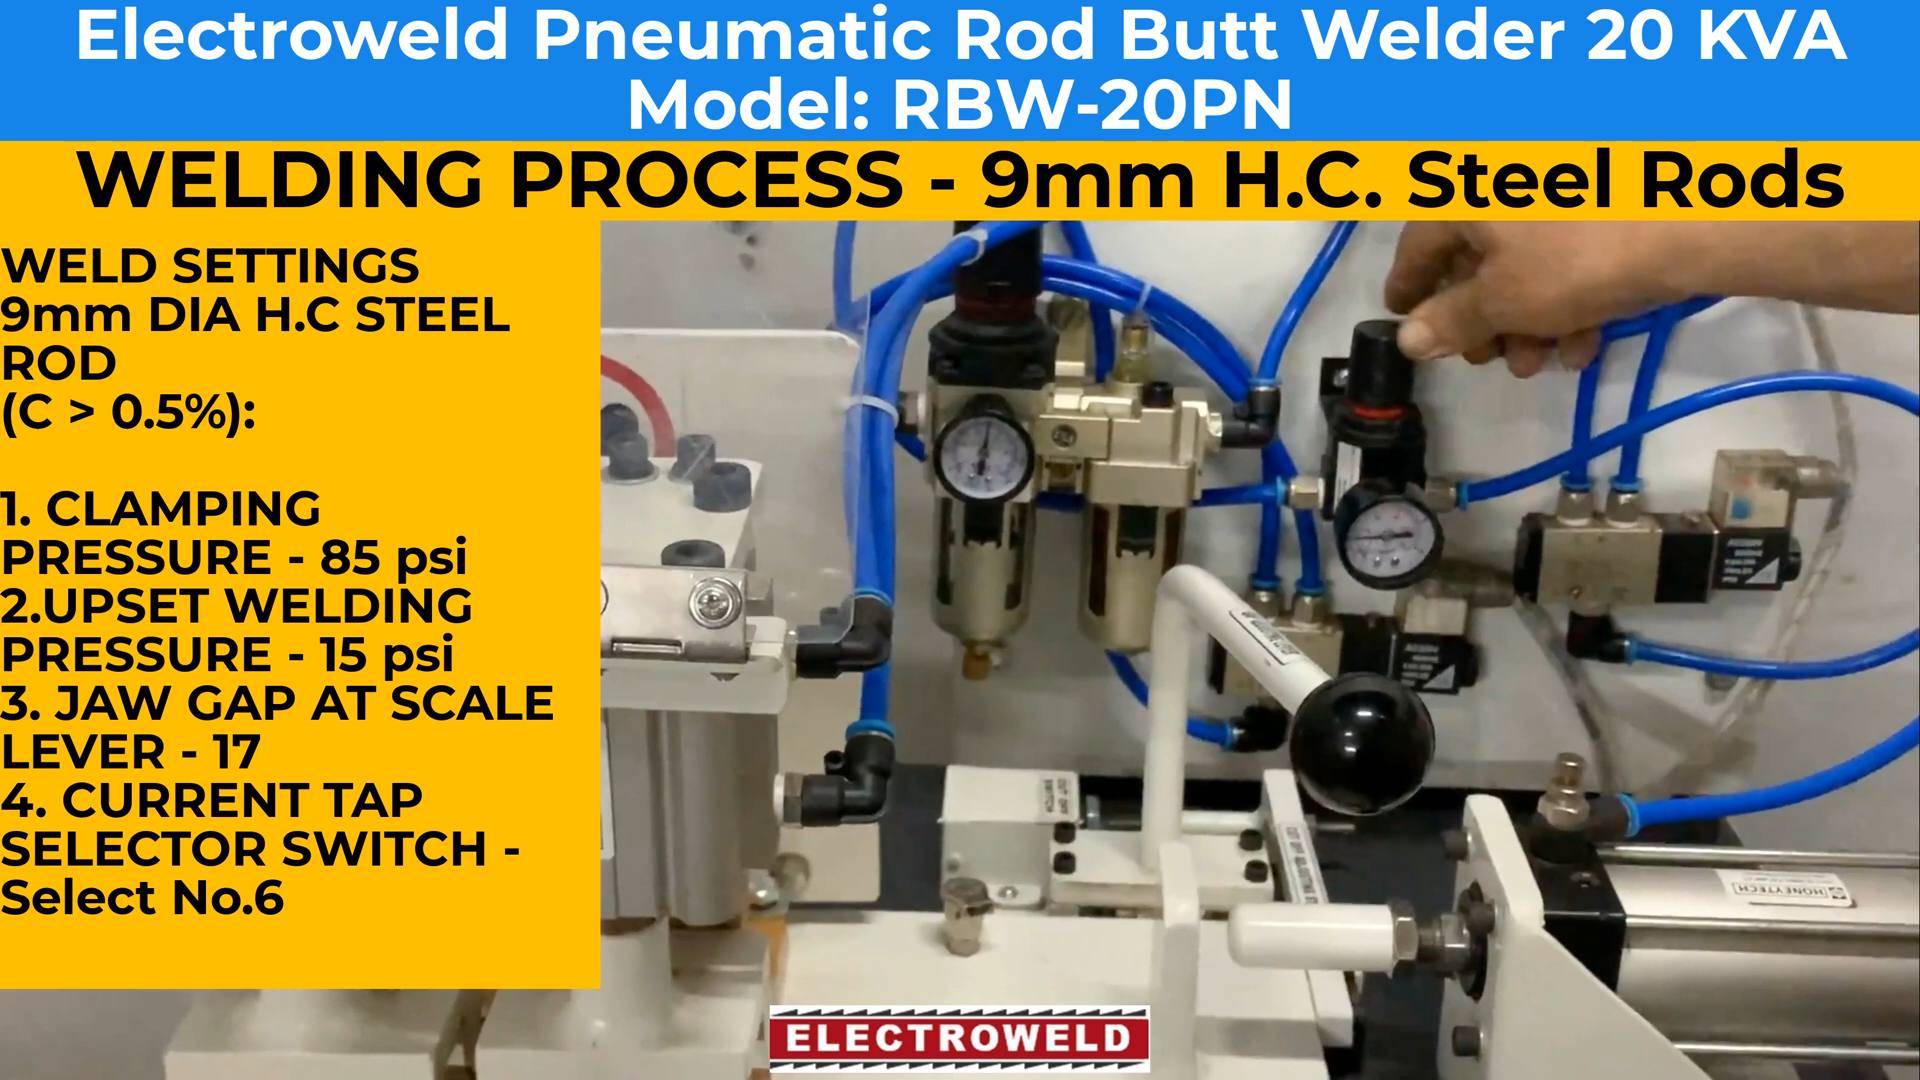 Electroweld Pneumatic Rod Butt Welder 20 KVA
Model: RBW-20PN
WELDING PROCESS - 9mm H.C. Steel Rods
WELD SETTINGS
9mm DIA H.C STEEL
ROD
(C > 0.5%):
1. CLAMPING
PRESSURE - 85 psi
2.UPSET WELDING
PRESSURE - 15 psi
3. JAW GAP AT SCALE
LEVER - 17
4. CURRENT TAP
SELECTOR SWITCH -
Select No.6
HONEYTECH
ELECTROWELD